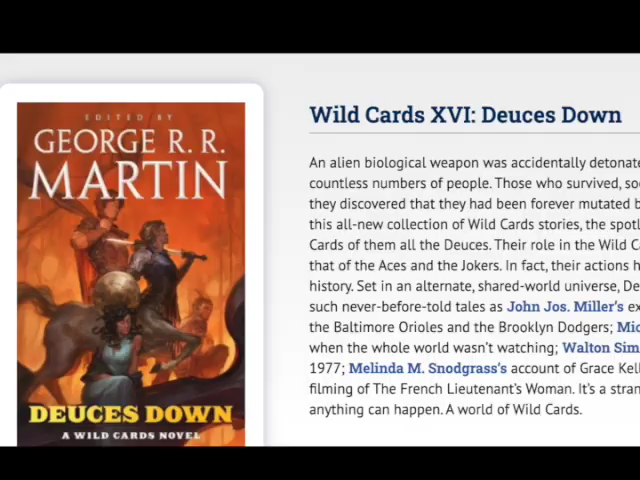 EDITED BY
GEORGE R. R.
MARTIN
DEUCES DOWN
A WILD CARDS NOVEL
Wild Cards XVI: Deuces Down
An alien biological weapon was accidentally detonate
countless numbers of people. Those who survived, so
they discovered that they had been forever mutated b
this all-new collection of Wild Cards stories, the spotl
Cards of them all the Deuces. Their role in the Wild C
that of the Aces and the Jokers. In fact, their actions h
history. Set in an alternate, shared-world universe, De
such never-before-told tales as John Jos. Miller's ex
the Baltimore Orioles and the Brooklyn Dodgers; Mic
when the whole world wasn't watching; Walton Sim
1977; Melinda M. Snodgrass's account of Grace Kell
filming of The French Lieutenant's Woman. It's a stran
anything can happen. A world of Wild Cards.